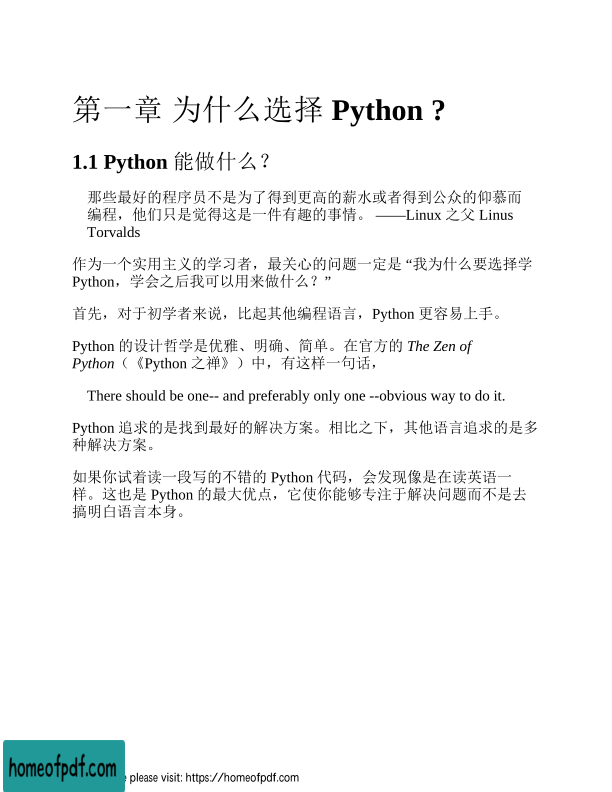 第一章 为什么选择 Python ?
1.1 Python 能做什么？
那些最好的程序员不是为了得到更高的薪水或者得到公众的仰慕而
编程，他们只是觉得这是一件有趣的事情。 ——Linux 之父 Linus
Torvalds
作为一个实用主义的学习者，最关心的问题一定是 “我为什么要选择学
Python，学会之后我可以用来做什么？”
首先，对于初学者来说，比起其他编程语言，Python 更容易上手。
Python 的设计哲学是优雅、明确、简单。在官方的 The Zen of
Python（《Python 之禅》）中，有这样一句话，
There should be one-- and preferably only one --obvious way to do it.
Python 追求的是找到最好的解决方案。相比之下，其他语言追求的是多
种解决方案。
如果你试着读一段写的不错的 Python 代码，会发现像是在读英语一
样。这也是 Python 的最大优点，它使你能够专注于解决问题而不是去
搞明白语言本身。
homeofpdf.com
please visit: https://homeofpdf.com